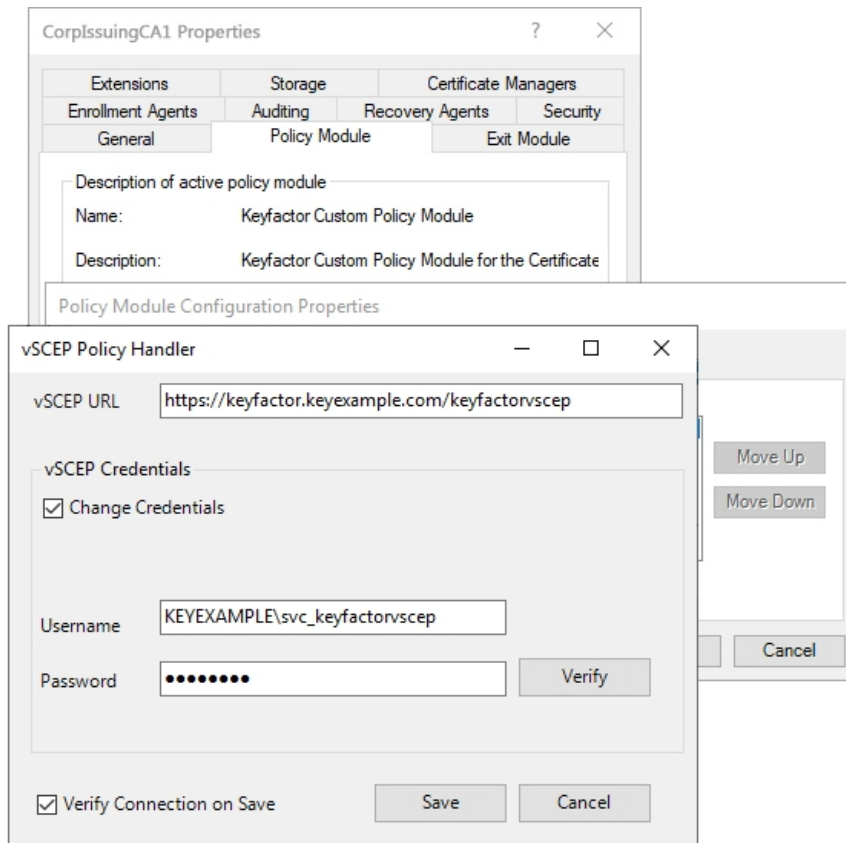 CorpIssuingCA1 Properties ?
Extensions Storage Certificate Managers
Enrollment Agents Auditing Recovery Agents Security
General Policy Module Exit Module
Description of active policy module
Name: Keyfactor Custom Policy Module
Description: Keyfactor Custom Policy Module for the Certificate
Policy Module Configuration Properties
vSCEP Policy Handler
vSCEP URL https://keyfactor.keyexample.com/keyfactorvscep
vSCEP Credentials
Move Up
Change Credentials
Move Down
Username KEYEXAMPLE\svc_keyfactorvscep
Cancel
Password ●●●●●●●● Verify
Verify Connection on Save Save Cancel